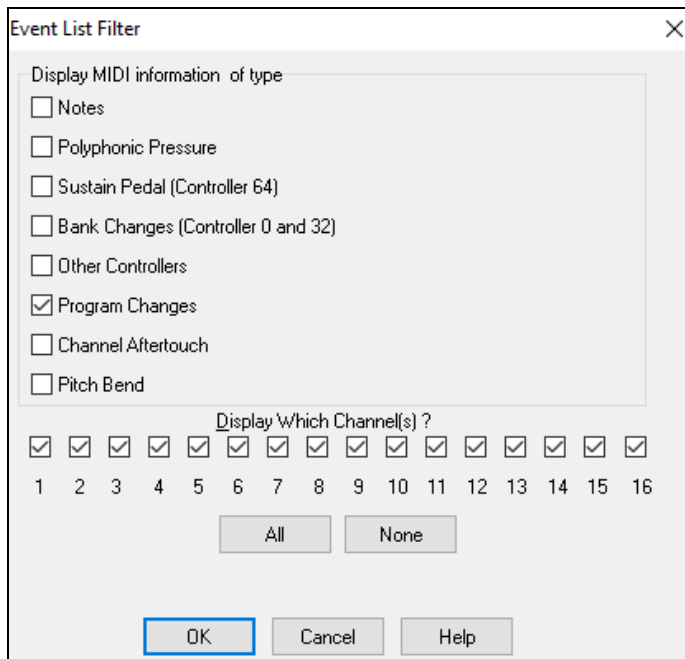 Event List Filter
Display MIDI information of type
Notes
Polyphonic Pressure
Sustain Pedal (Controller 64)
Bank Changes (Controller 0 and 32)
Other Controllers
Program Changes
Channel Aftertouch
Pitch Bend
Display Which Channel(s) ?
1 2 3 4 5 6 7 8 9 10 11 12 13 14 15 16
All None
OK Cancel Help